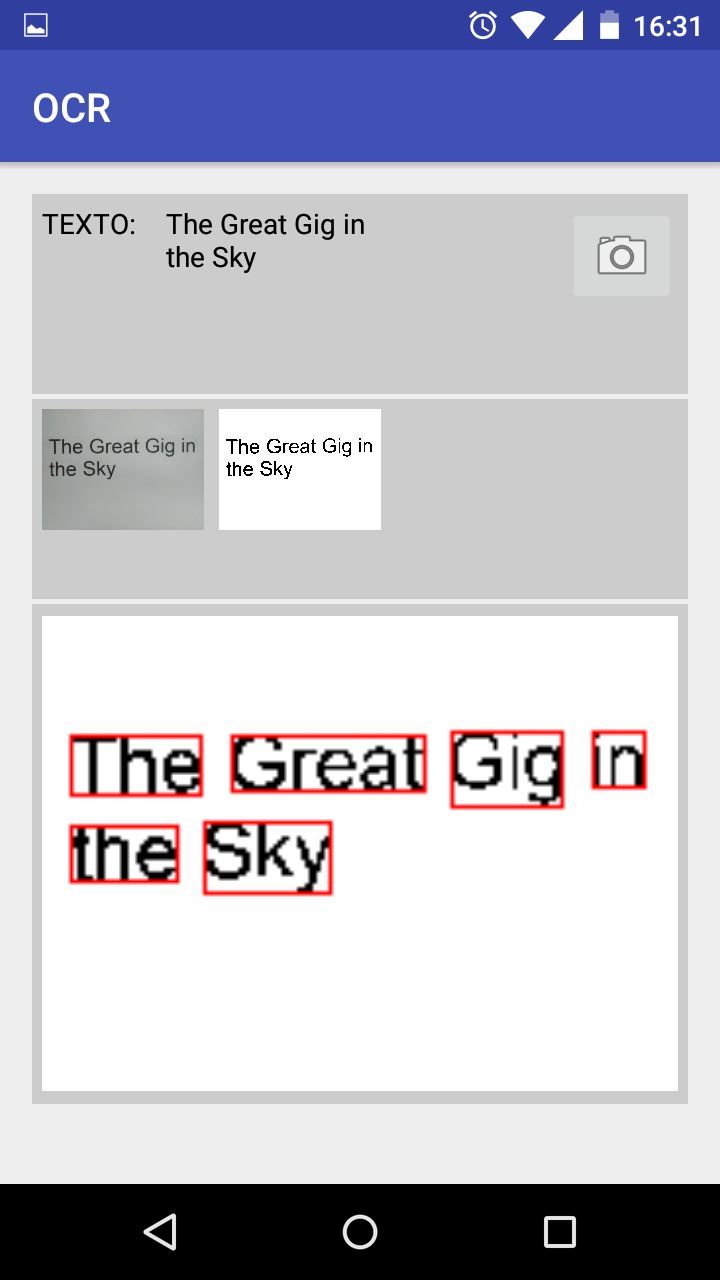 16:31
OCR
TEXTO: The Great Gig in
the Sky
The Great Gig in
the Sky
The Great Gig in
the Sky
The Great Gig in
the Sky